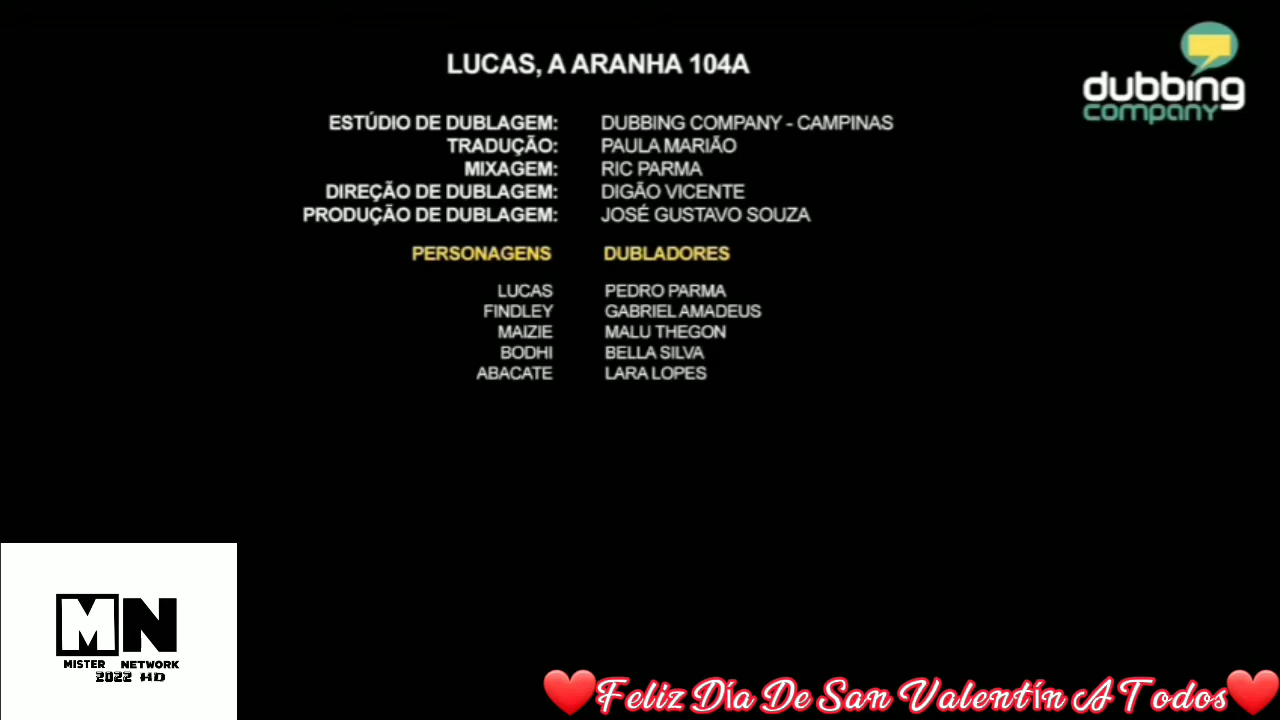 LUCAS, A ARANHA 104A
dubbing
company
ESTÚDIO DE DUBLAGEM: DUBBING COMPANY - CAMPINAS
TRADUÇÃO: PAULA MARIÃO
MIXAGEM: RIC PARMA
DIREÇÃO DE DUBLAGEM: DIGÃO VICENTE
PRODUÇÃO DE DUBLAGEM: JOSÉ GUSTAVO SOUZA
PERSONAGENS DUBLADORES
LUCAS PEDRO PARMA
FINDLEY GABRIEL AMADEUS
MAIZIE MALU THEGON
BODHI BELLA SILVA
ABACATE LARA LOPES
MN
MISTER NETWORK
2022 HD
❤️Feliz Día De San Valentín A Todos❤️